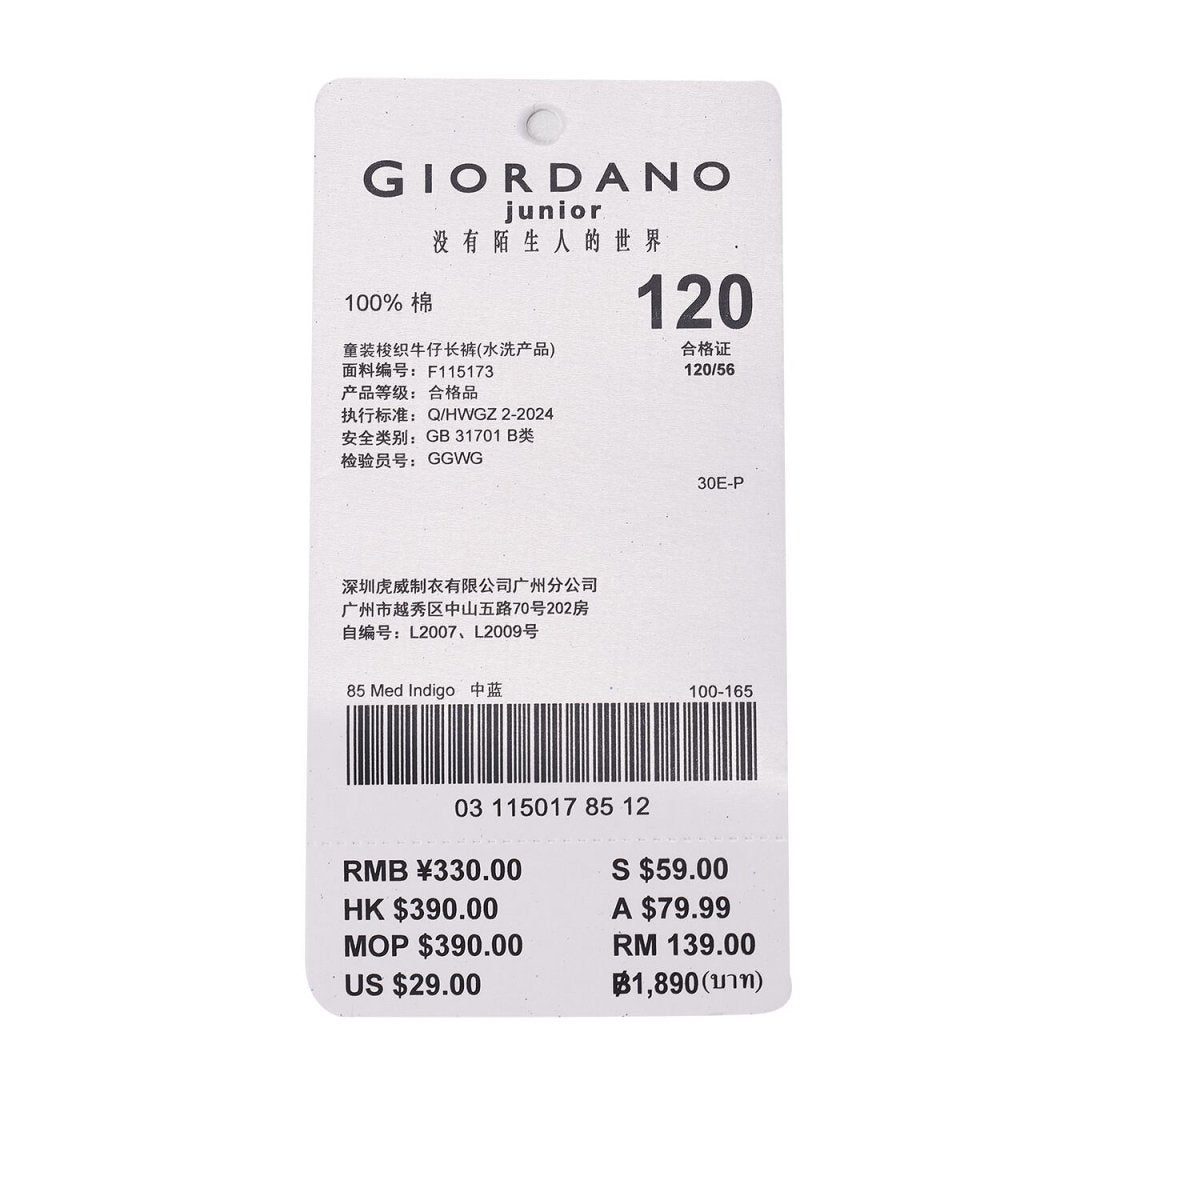 GIORDANO
junior
没有陌生人的世界
100% 棉
120
童装梭织牛仔长裤(水洗产品)
合格证
面料编号: F115173
120/56
产品等级: 合格品
执行标准: Q/HWGZ 2-2024
安全类别: GB 31701 B类
检验员号: GGWG
30E-P
深圳虎威制衣有限公司广州分公司
广州市越秀区中山五路70号202房
自编号: L2007、L2009号
85 Med Indigo 中蓝
100-165
03 115017 85 12
RMB ¥330.00
S $59.00
HK $390.00
A $79.99
MOP $390.00
RM 139.00
US $29.00
฿1,890(บาท)